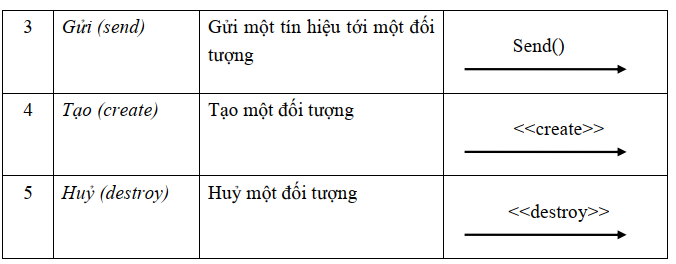 3 Gửi (send) Gửi một tín hiệu tới một đối
tượng
Send()
4 Tạo (create) Tạo một đối tượng
<<create>>
5 Huỷ (destroy) Huỷ một đối tượng
<<destroy>>